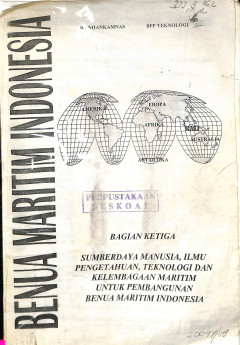 BENUA MARITIM INDONESIA
BPP TEKNOLOGI
AMERIKA
EROPA
AFRIKA
BMI
AUSTRALIA
ANTARTIKA
PERPUSTAKAAN
SESKOAL
BAGIAN KETIGA
SUMBERDAYA MANUSIA, ILMU
PENGETAHUAN, TEKNOLOGI DAN
KELEMBAGAAN MARITIM
UNTUK PEMBANGUNAN
BENUA MARITIM INDONESIA